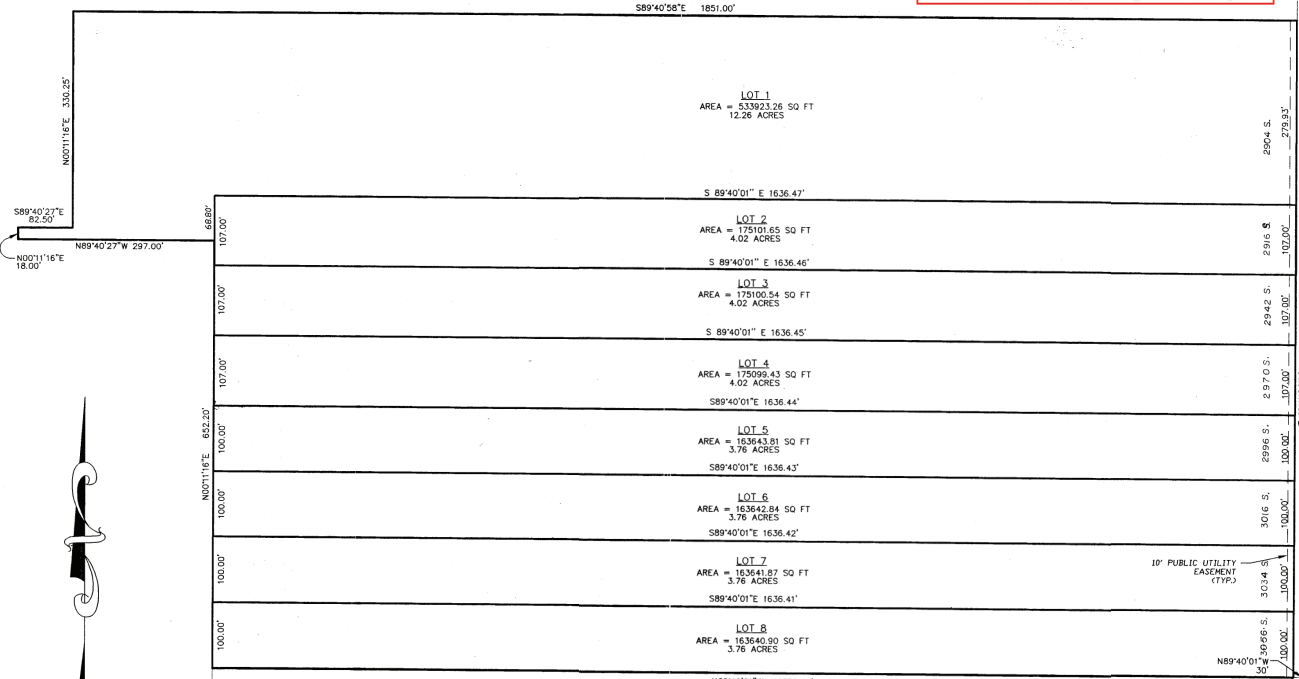 S89°40'58"E 1851.00'
N00°11'16"E 330.25'
LOT 1
AREA = 533923.26 SQ FT
12.26 ACRES
2904 S.
279.93'
S89°40'27"E
82.50'
N00°11'16"E
18.00'
N89°40'27"W 297.00'
68.80'
S 89°40'01" E 1636.47'
107.00'
LOT 2
AREA = 175101.65 SQ FT
4.02 ACRES
2916 S.
107.00'
S 89°40'01" E 1636.46'
107.00'
LOT 3
AREA = 175100.54 SQ FT
4.02 ACRES
2942 S.
107.00'
S 89°40'01" E 1636.45'
107.00'
LOT 4
AREA = 175099.43 SQ FT
4.02 ACRES
2970 S.
107.00'
S89°40'01"E 1636.44'
N00°11'16"E 652.20'
100.00'
LOT 5
AREA = 163643.81 SQ FT
3.76 ACRES
2996 S.
100.00'
S89°40'01"E 1636.43'
100.00'
LOT 6
AREA = 163642.84 SQ FT
3.76 ACRES
3016 S.
100.00'
S89°40'01"E 1636.42'
100.00'
LOT 7
AREA = 163641.87 SQ FT
3.76 ACRES
10' PUBLIC UTILITY
EASEMENT
(TYP.)
3034 S.
100.00'
S89°40'01"E 1636.41'
100.00'
LOT 8
AREA = 163640.90 SQ FT
3.76 ACRES
3056 S.
100.00'
N89°40'01"W
30'